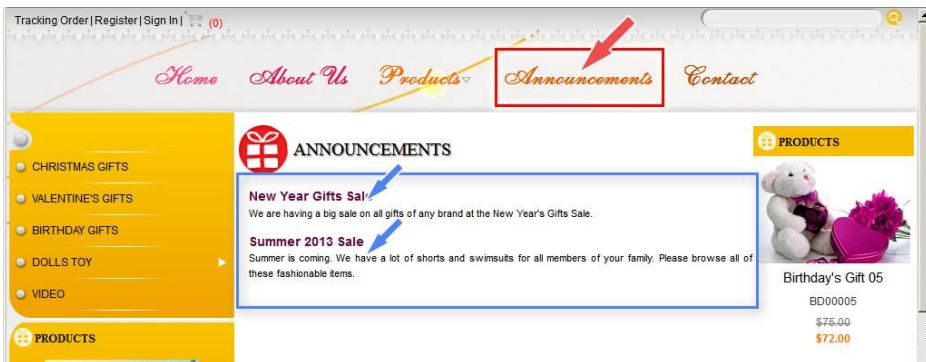 Tracking Order|Register|Sign In| (0)
Home About Us Products Announcements Contact
CHRISTMAS GIFTS
VALENTINE'S GIFTS
BIRTHDAY GIFTS
DOLLS TOY
VIDEO
PRODUCTS
ANNOUNCEMENTS
New Year Gifts Sale
We are having a big sale on all gifts of any brand at the New Year's Gifts Sale.
Summer 2013 Sale
Summer is coming. We have a lot of shorts and swimsuits for all members of your family. Please browse all of
these fashionable items.
PRODUCTS
Birthday's Gift 05
BD00005
$75.00
$72.00